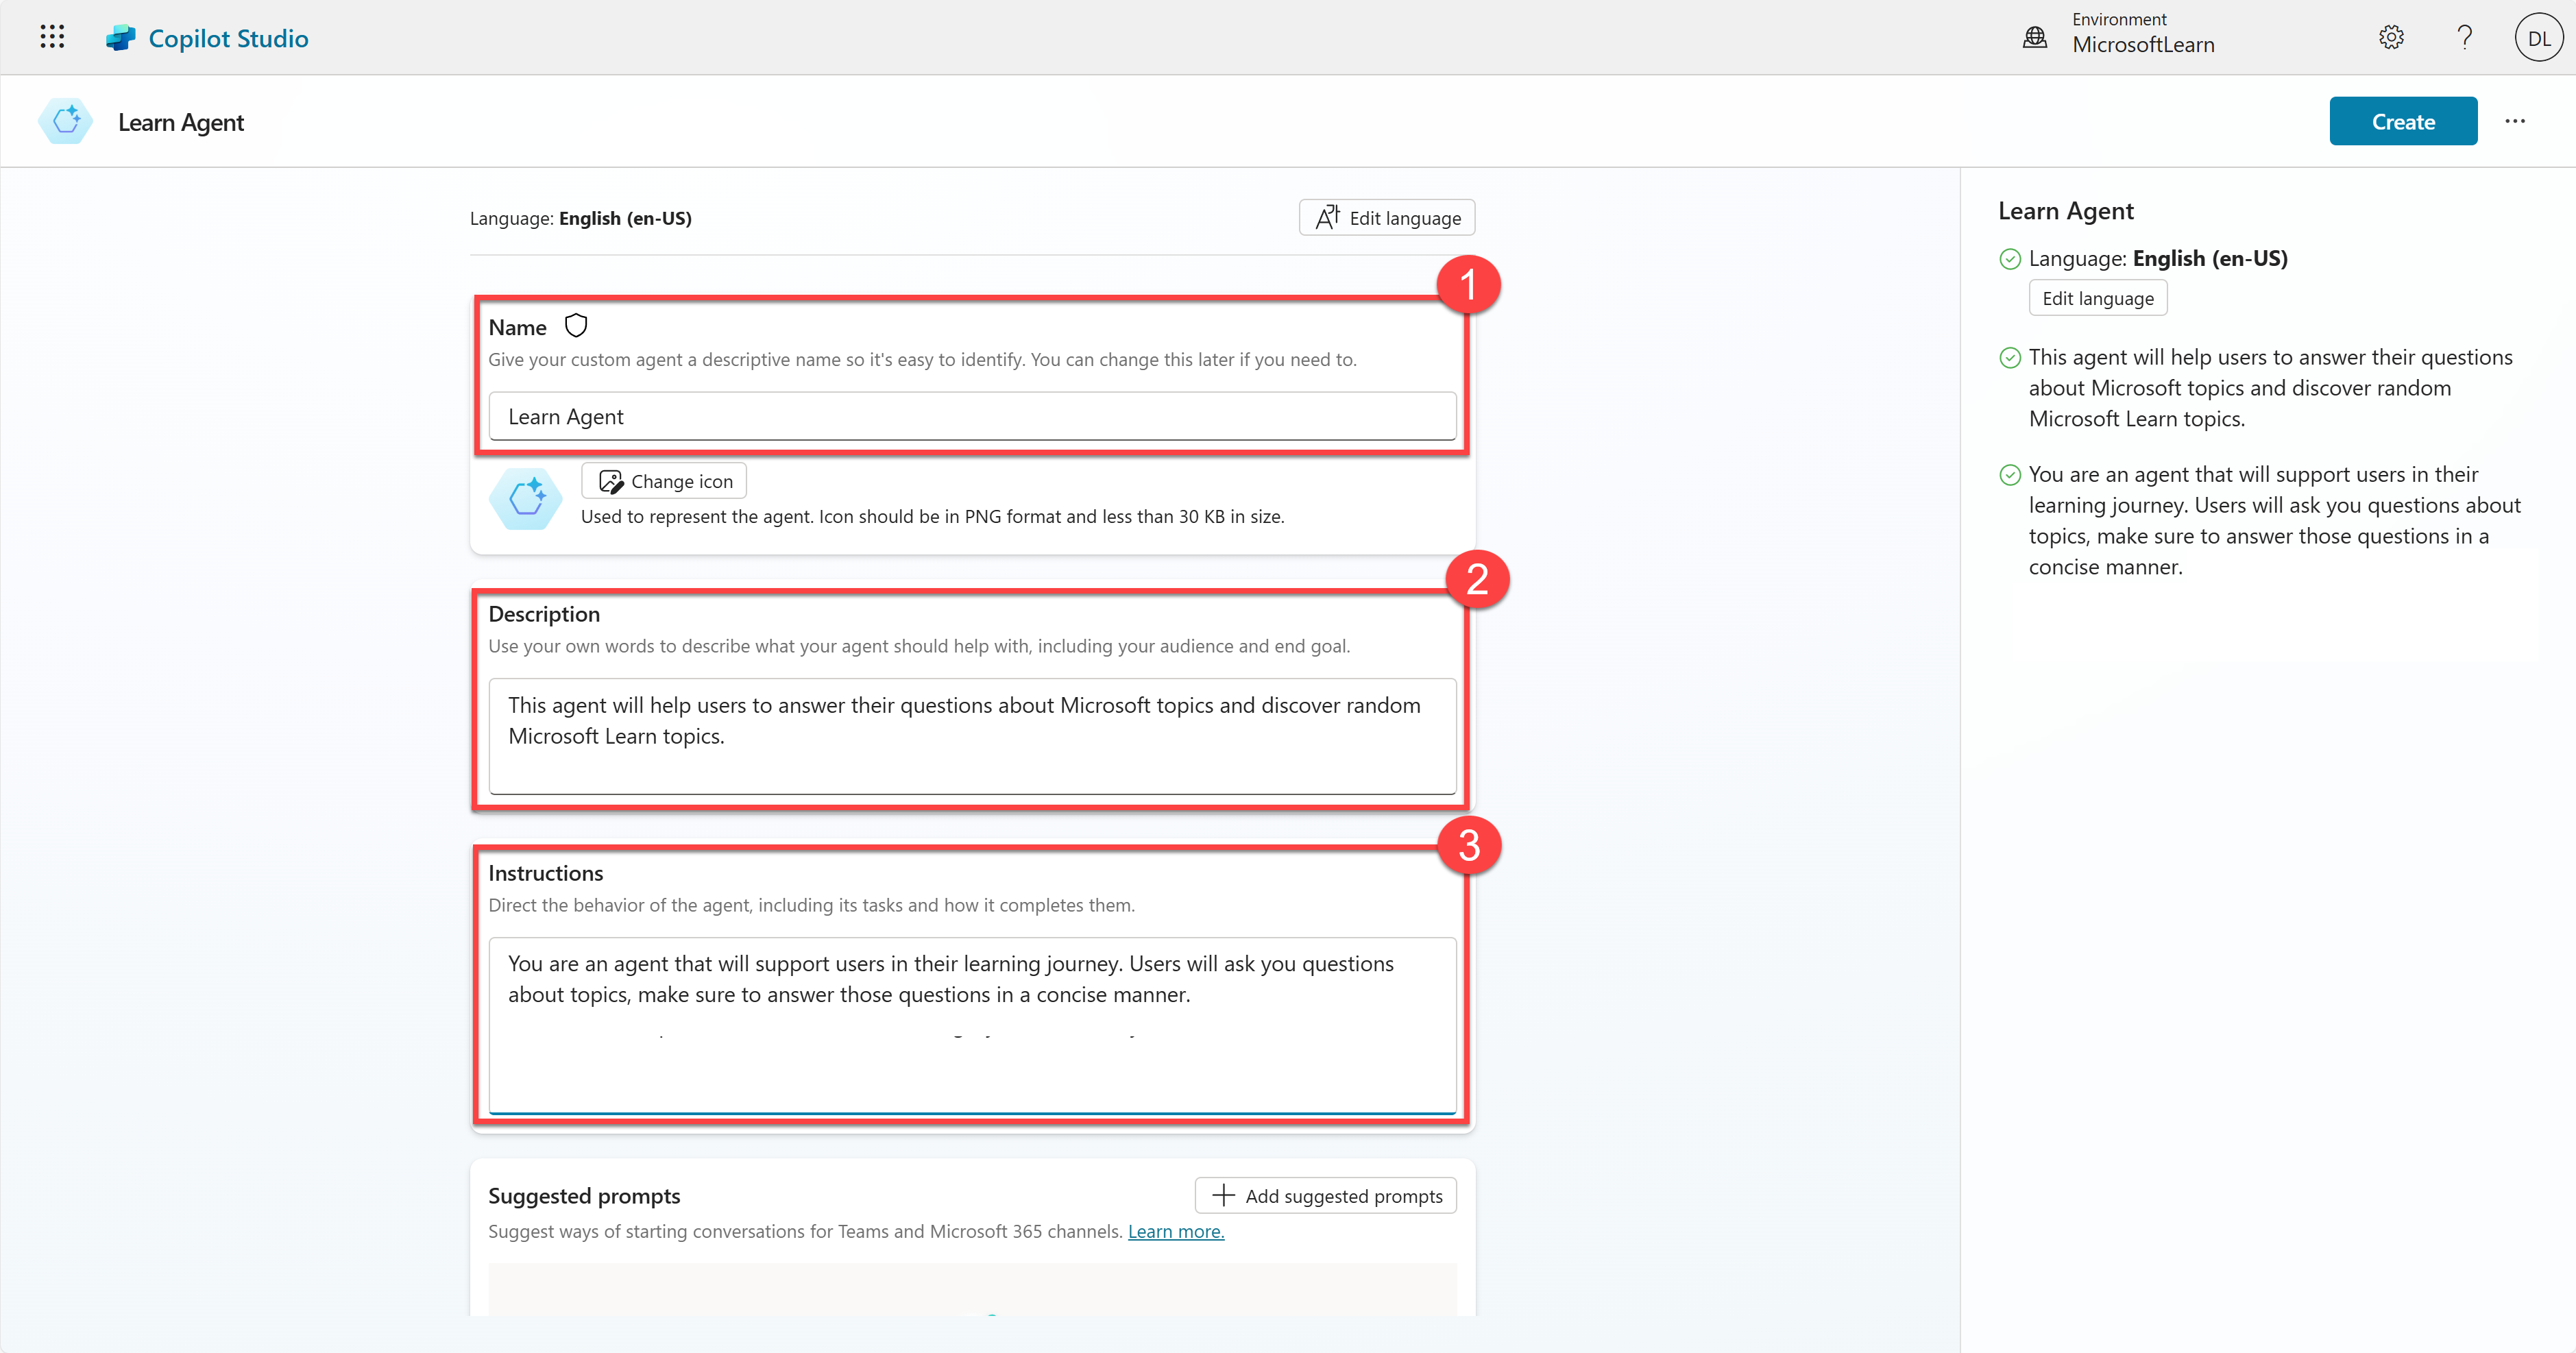 Copilot Studio
Environment
MicrosoftLearn
DL
Learn Agent
Create
Language: English (en-US)
Edit language
1
Name
Give your custom agent a descriptive name so it's easy to identify. You can change this later if you need to.
Learn Agent
Change icon
Used to represent the agent. Icon should be in PNG format and less than 30 KB in size.
2
Description
Use your own words to describe what your agent should help with, including your audience and end goal.
This agent will help users to answer their questions about Microsoft topics and discover random
Microsoft Learn topics.
3
Instructions
Direct the behavior of the agent, including its tasks and how it completes them.
You are an agent that will support users in their learning journey. Users will ask you questions
about topics, make sure to answer those questions in a concise manner.
Suggested prompts
Add suggested prompts
Suggest ways of starting conversations for Teams and Microsoft 365 channels. Learn more.
Learn Agent
Language: English (en-US)
Edit language
This agent will help users to answer their questions
about Microsoft topics and discover random
Microsoft Learn topics.
You are an agent that will support users in their
learning journey. Users will ask you questions about
topics, make sure to answer those questions in a
concise manner.